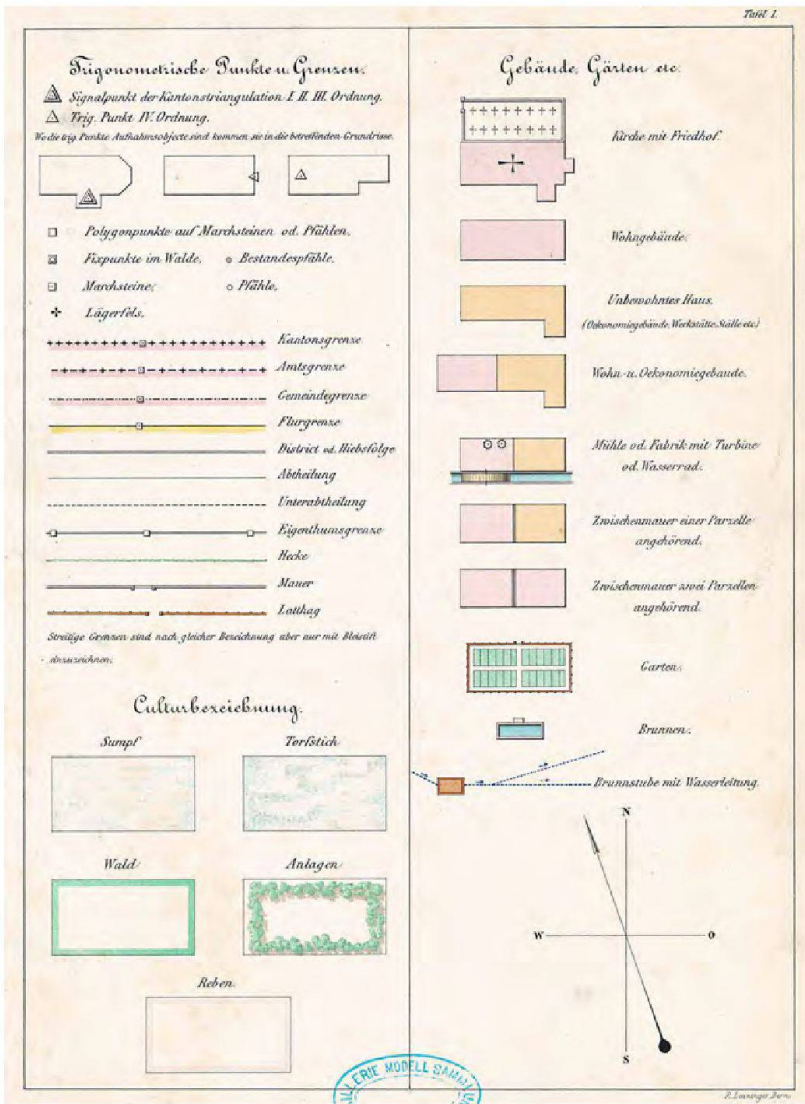 Tafel I.
Trigonometrische Punkte u. Grenzen.
Signalpunkt der Kantonstriangulation I. II. III. Ordnung.
Trig. Punkt IV. Ordnung.
Wo die trig. Punkte Aufnahmsobjecte sind kommen sie in die betreffenden Grundrisse.
Polygonpunkte auf Marchsteinen od. Pfählen.
Fixpunkte im Walde. Bestandespfähle.
Marchsteine. Pfähle.
Lägerfels.
Kantonsgrenze
Amtsgrenze
Gemeindegrenze
Flurgrenze
District od. Hiebsfolge
Abtheilung
Unterabtheilung
Eigenthumsgrenze
Hecke
Mauer
Latthag
Streitige Grenzen sind nach gleicher Bezeichnung aber nur mit Bleistift
einzuzeichnen.
Culturbezeichnung.
Sumpf
Torfstich
Wald
Anlagen
Reben.
Gebäude, Gärten etc.
Kirche mit Friedhof.
Wohngebäude.
Unbewohntes Haus.
(Oekonomiegebäude, Werkstätte, Ställe etc)
Wohn- u. Oekonomiegebaude.
Mühle od. Fabrik mit Turbine
od. Wasserrad.
Zwischenmauer einer Parzelle
angehörend.
Zwischenmauer zwei Parzellen
angehörend.
Garten.
Brunnen.
Brunnstube mit Wasserleitung.
N
W
O
S
MODELL